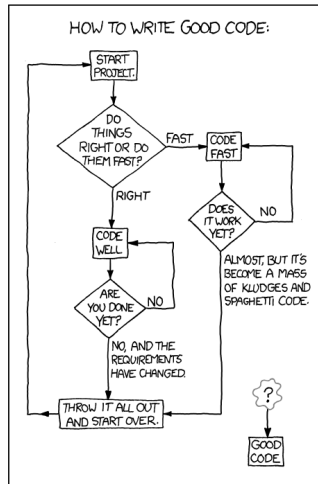 HOW TO WRITE GOOD CODE:
START
PROJECT.
DO
THINGS
RIGHT OR DO
THEM FAST?
FAST
CODE
FAST
RIGHT
DOES
IT WORK
YET?
NO
CODE
WELL
ALMOST, BUT IT'S
BECOME A MASS
OF KLUDGES AND
SPAGHETTI CODE.
ARE
YOU DONE
YET?
NO
NO, AND THE
REQUIREMENTS
HAVE CHANGED.
THROW IT ALL OUT
AND START OVER.
?
GOOD
CODE